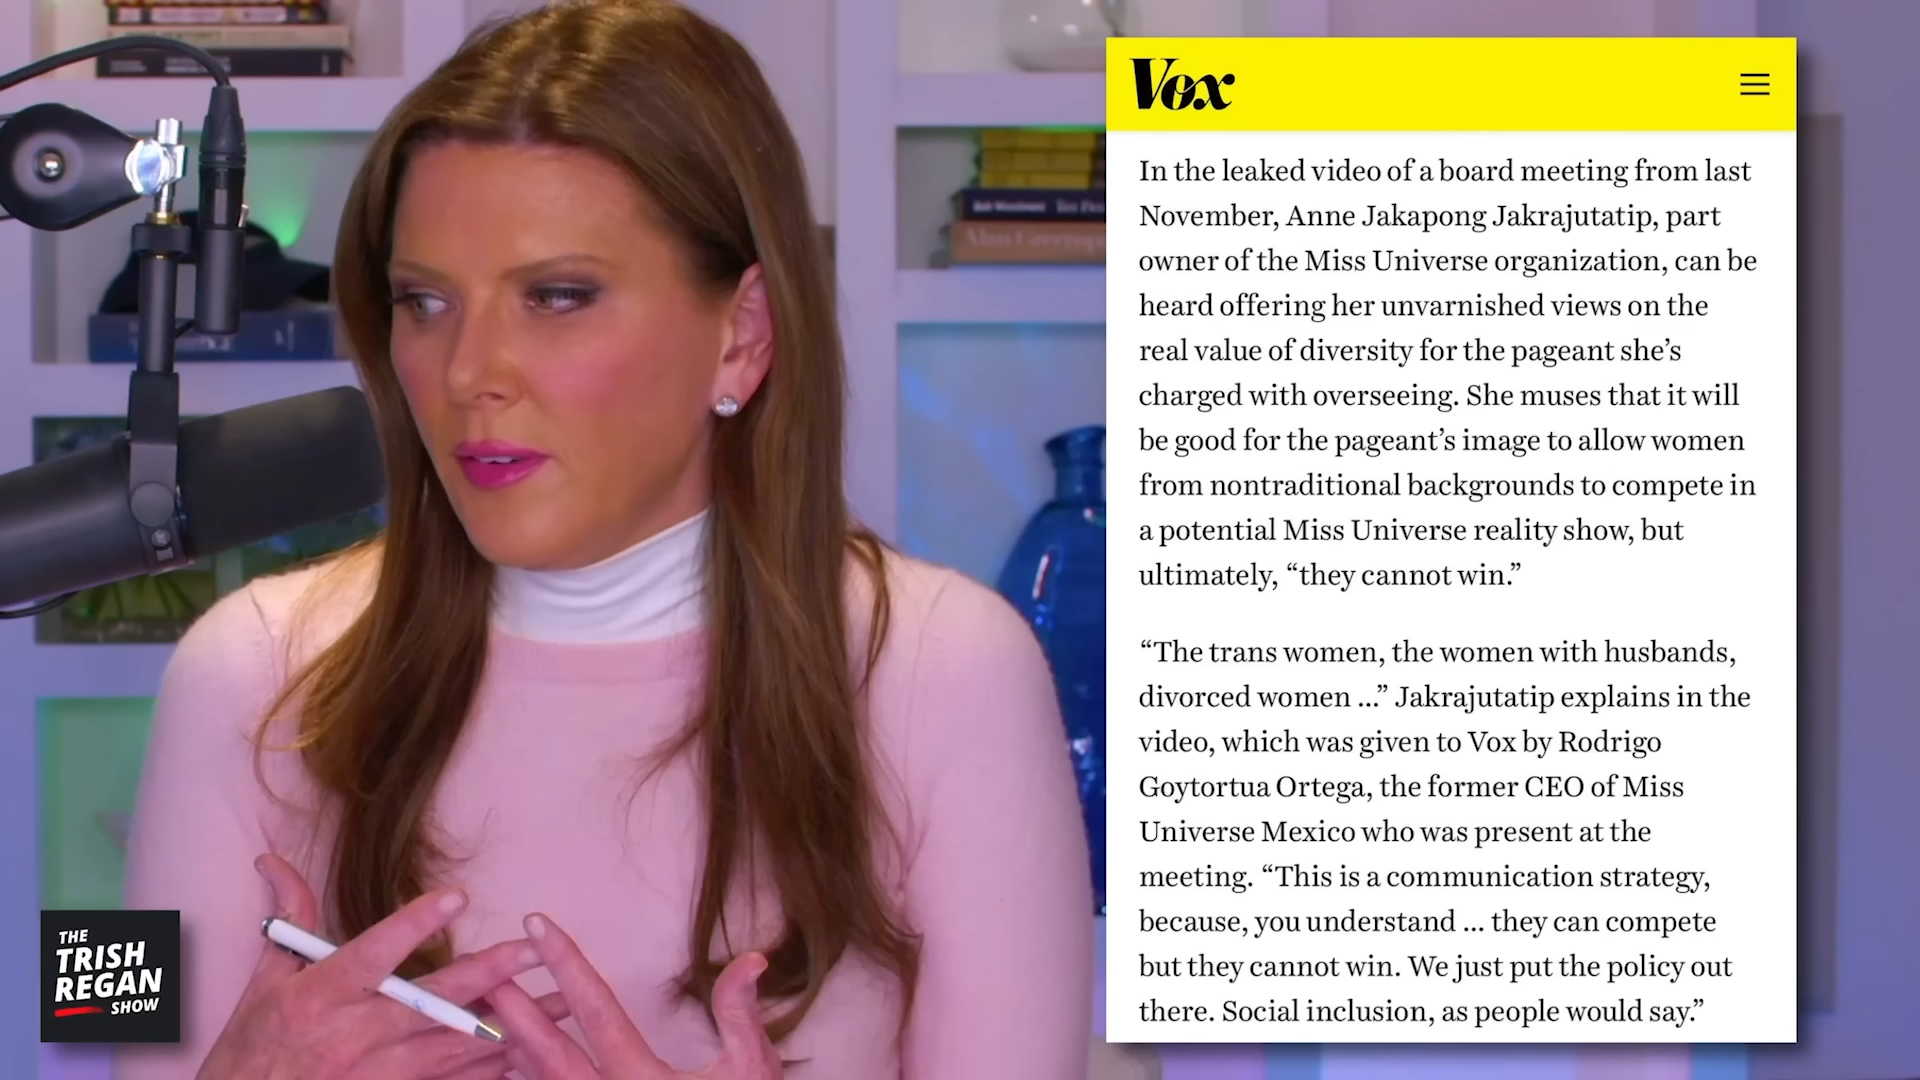 Vox
In the leaked video of a board meeting from last
November, Anne Jakapong Jakrajutatip, part
owner of the Miss Universe organization, can be
heard offering her unvarnished views on the
real value of diversity for the pageant she’s
charged with overseeing. She muses that it will
be good for the pageant’s image to allow women
from nontraditional backgrounds to compete in
a potential Miss Universe reality show, but
ultimately, “they cannot win.”
“The trans women, the women with husbands,
divorced women ...” Jakrajutatip explains in the
video, which was given to Vox by Rodrigo
Goytortua Ortega, the former CEO of Miss
Universe Mexico who was present at the
meeting. “This is a communication strategy,
because, you understand ... they can compete
but they cannot win. We just put the policy out
there. Social inclusion, as people would say.”
THE
TRISH
REGAN
SHOW